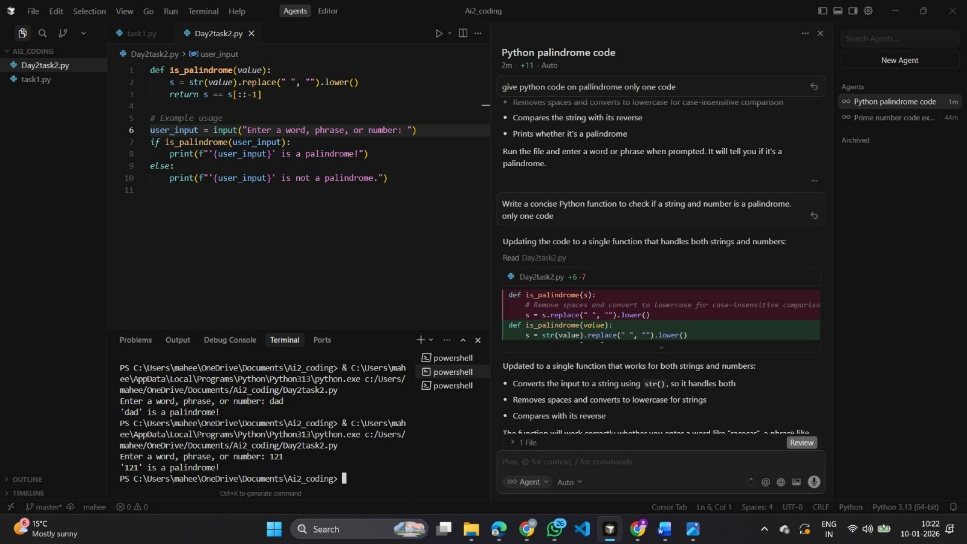 File Edit Selection View Go Run Terminal Help Agents Editor Ai2_coding
task1.py Day2task2.py
Day2task2.py > is_palindrome > user_input
AI2_CODING
Day2task2.py
task1.py
1 def is_palindrome(value):
2 s = str(value).replace(" ", "").lower()
3 return s == s[::-1]
4
5 # Example usage
6 user_input = input("Enter a word, phrase, or number: ")
7 if is_palindrome(user_input):
8 print(f"'{user_input}' is a palindrome!")
9 else:
10 print(f"'{user_input}' is not a palindrome.")
11
Problems Output Debug Console Terminal Ports
PS C:\Users\mahee\OneDrive\Documents\Ai2_coding> & C:\Users\mah
ee\AppData\Local\Programs\Python\Python313\python.exe c:/Users/
mahee/OneDrive/Documents/Ai2_coding/Day2task2.py
Enter a word, phrase, or number: dad
'dad' is a palindrome!
PS C:\Users\mahee\OneDrive\Documents\Ai2_coding> & C:\Users\mah
ee\AppData\Local\Programs\Python\Python313\python.exe c:/Users/
mahee/OneDrive/Documents/Ai2_coding/Day2task2.py
Enter a word, phrase, or number: 121
'121' is a palindrome!
PS C:\Users\mahee\OneDrive\Documents\Ai2_coding>
Ctrl+K to generate command
powershell
powershell
powershell
OUTLINE
TIMELINE
Python palindrome code
2m · +11 · Auto
give python code on pallindrome only one code
Removes spaces and converts to lowercase for case-insensitive comparison
Compares the string with its reverse
Prints whether it's a palindrome
Run the file and enter a word or phrase when prompted. It will tell you if it's a
palindrome.
Write a concise Python function to check if a string and number is a palindrome.
only one code
Updating the code to a single function that handles both strings and numbers:
Read Day2task2.py
Day2task2.py +6 -7
def is_palindrome(s):
# Remove spaces and convert to lowercase for case-insensitive compariso
s = s.replace(" ", "").lower()
def is_palindrome(value):
s = str(value).replace(" ", "").lower()
Updated to a single function that works for both strings and numbers:
Converts the input to a string using str(), so it handles both
Removes spaces and converts to lowercase for strings
Compares with its reverse
1 File
Review
Plan, @ for context, / for commands
Agent Auto
Search Agents...
New Agent
Agents
Python palindrome code 1m
Prime number code ex... 44m
Archived
master* mahee 0 0 Cursor Tab Ln 6, Col 1 Spaces: 4 UTF-8 CRLF Python Python 3.13 (64-bit)
6 15°C
Mostly sunny
Search
ENG
IN
10:22
10-01-2026